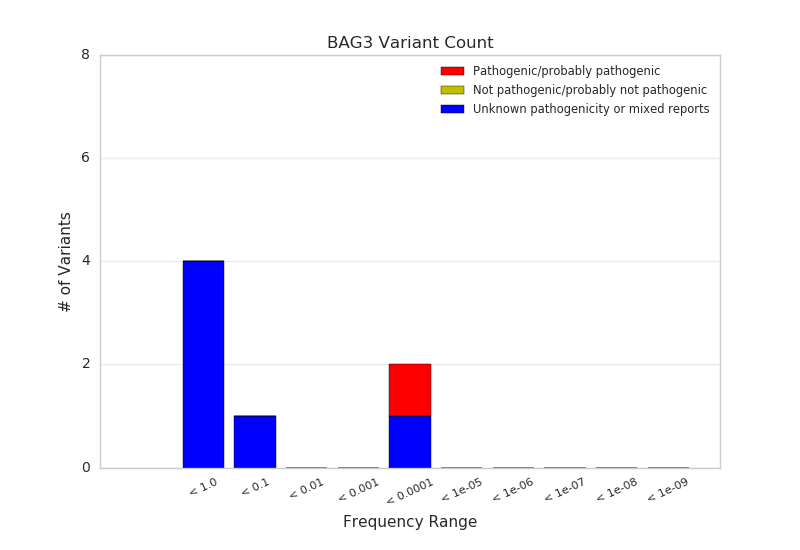 BAG3 Variant Count
Pathogenic/probably pathogenic
Not pathogenic/probably not pathogenic
Unknown pathogenicity or mixed reports
# of Variants
8
6
4
2
0
< 1.0
< 0.1
< 0.01
< 0.001
< 0.0001
< 1e-05
< 1e-06
< 1e-07
< 1e-08
< 1e-09
Frequency Range